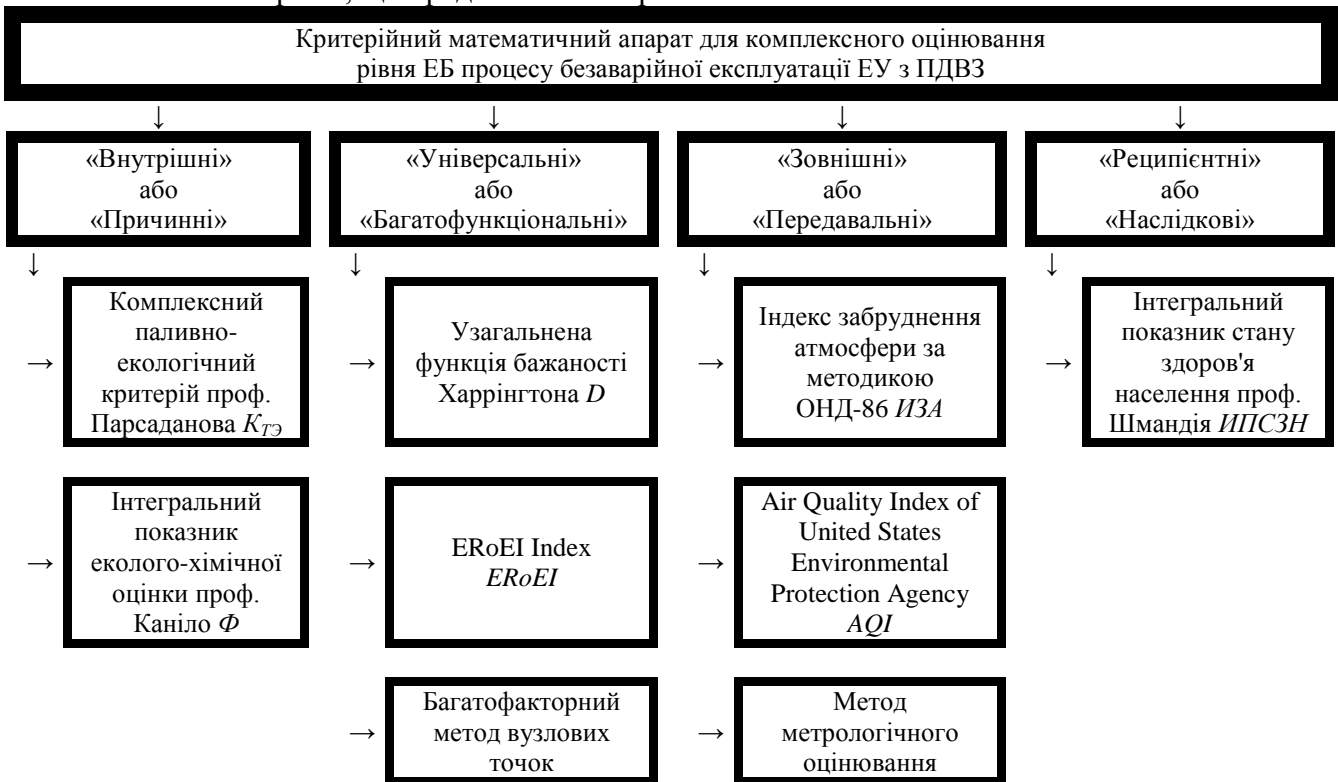 Критерійний математичний апарат для комплексного оцінювання
рівня ЕБ процесу безаварійної експлуатації ЕУ з ПДВЗ
↓ ↓ ↓ ↓
«Внутрішні»
або
«Причинні»
«Універсальні»
або
«Багатофункціональні»
«Зовнішні»
або
«Передавальні»
«Реципієнтні»
або
«Наслідкові»
↓ ↓ ↓ ↓
→
Комплексний
паливно-
екологічний
критерій проф.
Парсаданова К_ТЭ
→
Узагальнена
функція бажаності
Харрінгтона D
→
Індекс забруднення
атмосфери за
методикою
ОНД-86 ИЗА
→
Інтегральний
показник стану
здоров'я
населення проф.
Шмандія ИПСЗН
→
Інтегральний
показник
еколого-хімічної
оцінки проф.
Каніло Ф
→
ERoEI Index
ERoEI
→
Air Quality Index of
United States
Environmental
Protection Agency
AQI
→
Багатофакторний
метод вузлових
точок
→
Метод
метрологічного
оцінювання